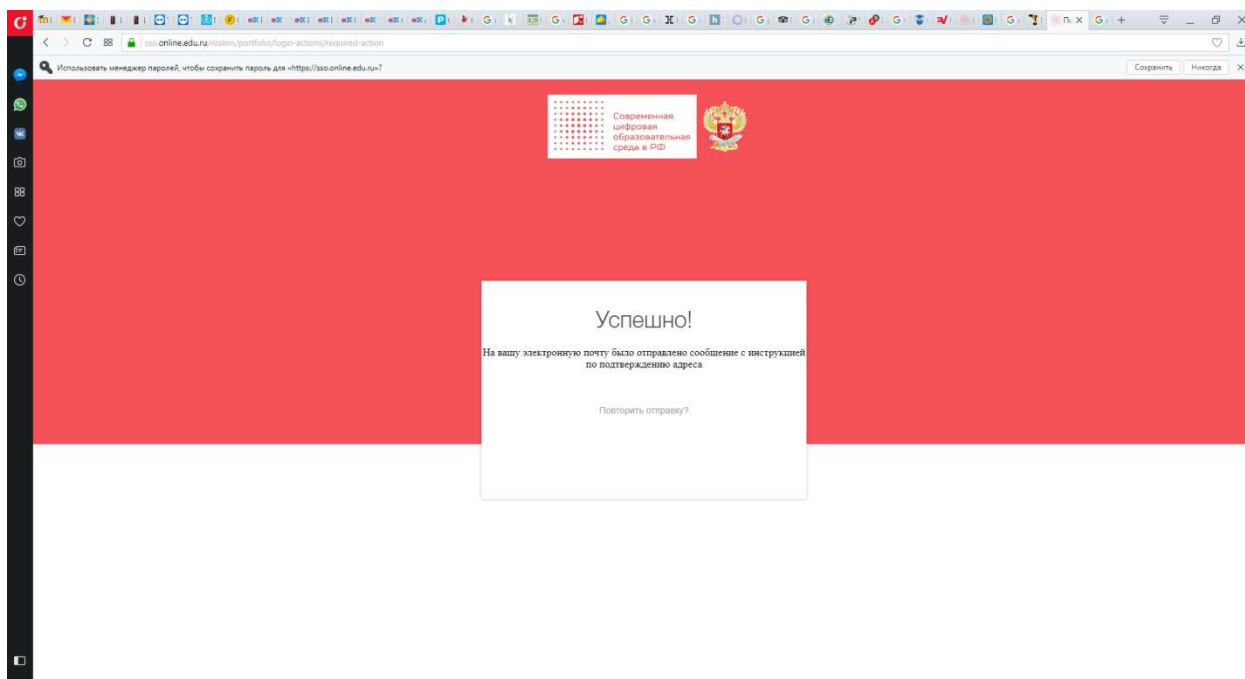 sso.online.edu.ru/realms/portfolio/login-actions/required-action
Использовать менеджер паролей, чтобы сохранить пароль для «https://sso.online.edu.ru»?
Сохранить
Никогда
Современная
цифровая
образовательная
среда в РФ
Успешно!
На вашу электронную почту было отправлено сообщение с инструкцией
по подтверждению адреса
Повторить отправку?